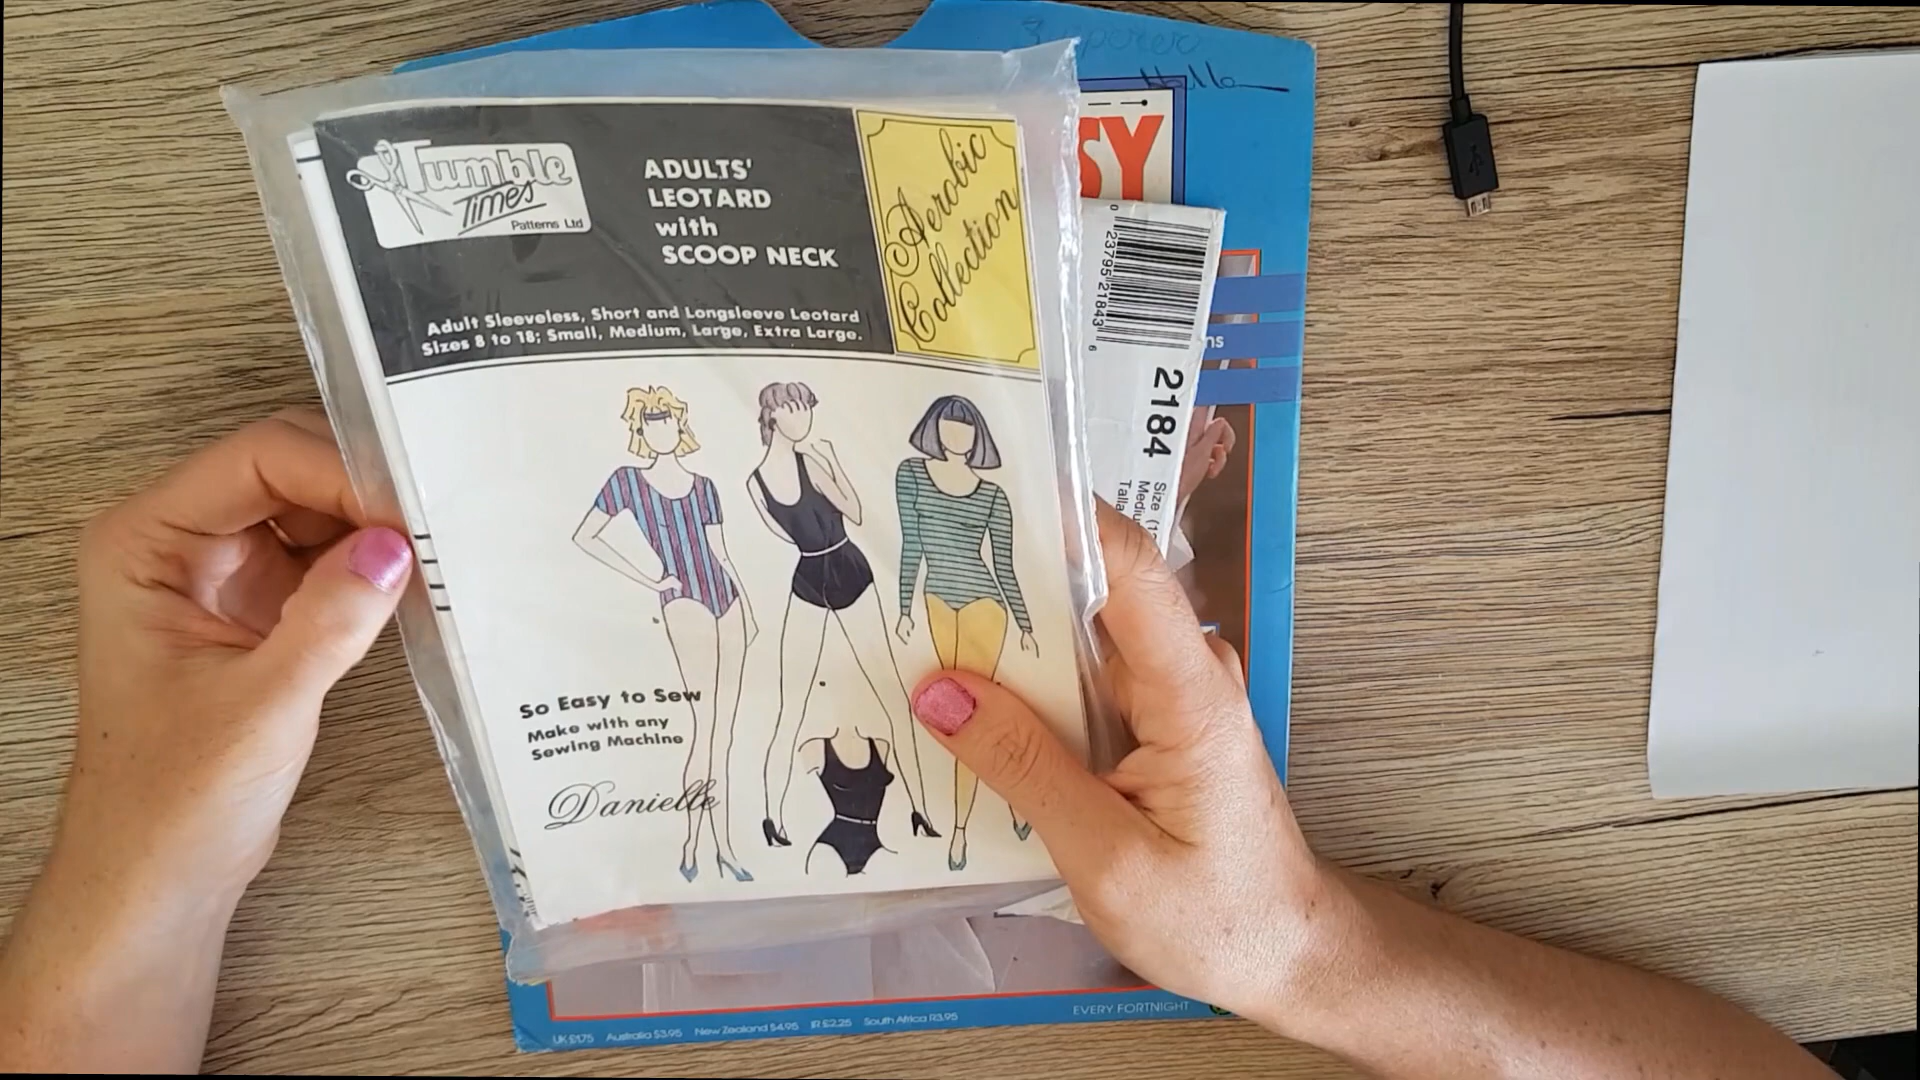 Tumble
Times
Patterns Ltd
ADULTS'
LEOTARD
with
SCOOP NECK
Adult Sleeveless, Short and Longsleeve Leotard
Sizes 8 to 18; Small, Medium, Large, Extra Large.
Aerobic
Collection
So Easy to Sew
Make with any
Sewing Machine
Danielle
SY
0 23795 21843 6
2184
Size
UK £1.75 Australia $3.95 New Zealand $4.95 IR £2.25 South Africa R3.95
EVERY FORTNIGHT